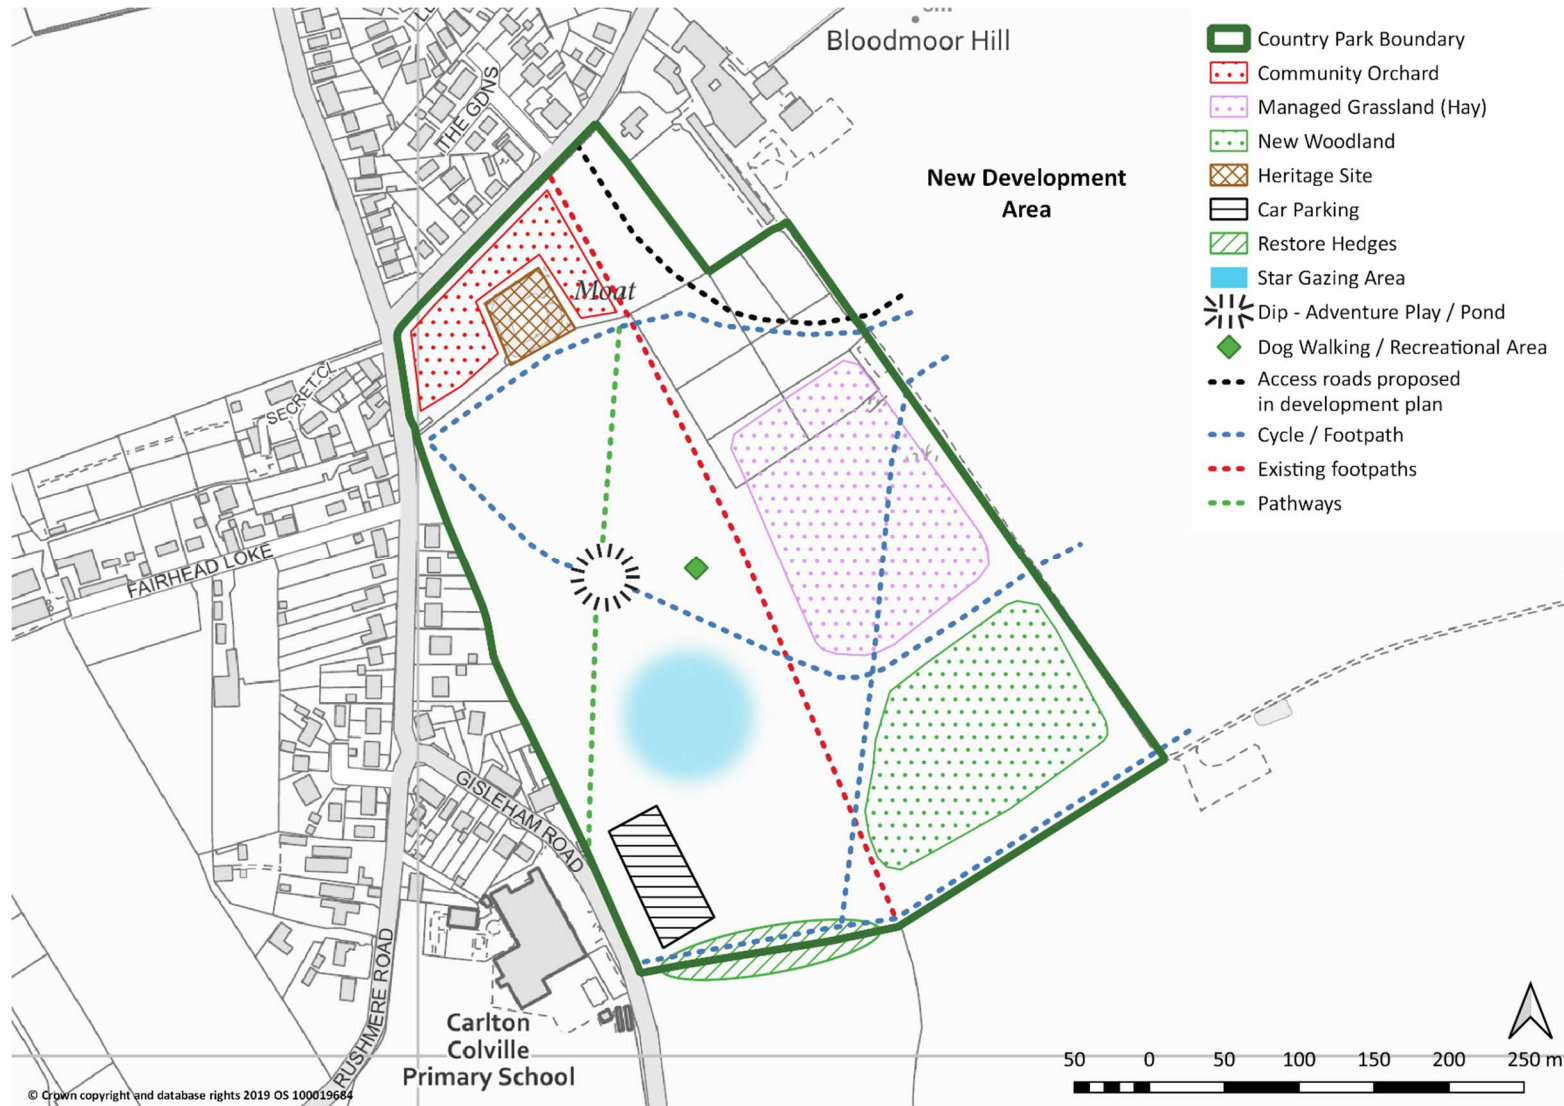 Bloodmoor Hill
THE GDNS
New Development
Area
Moat
SECRET CL
FAIRHEAD LOKE
GISLEHAM ROAD
RUSHMERE ROAD
Carlton
Colville
Primary School
© Crown copyright and database rights 2019 OS 100019684
Country Park Boundary
Community Orchard
Managed Grassland (Hay)
New Woodland
Heritage Site
Car Parking
Restore Hedges
Star Gazing Area
Dip - Adventure Play / Pond
Dog Walking / Recreational Area
Access roads proposed
in development plan
Cycle / Footpath
Existing footpaths
Pathways
50 0 50 100 150 200 250 m